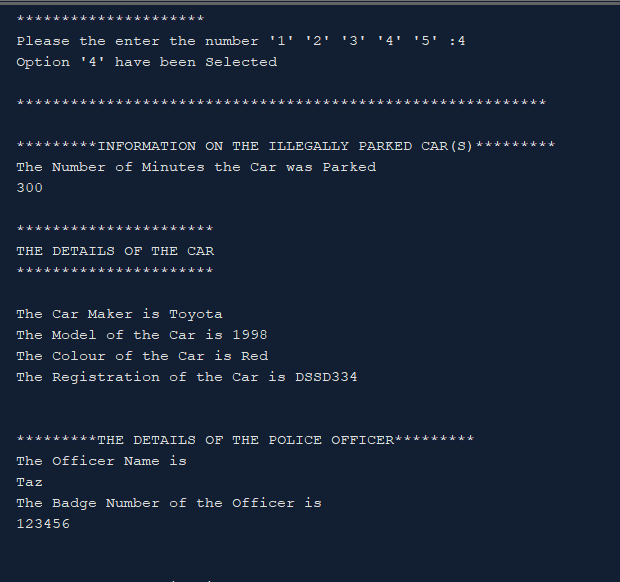 *********************
Please the enter the number '1' '2' '3' '4' '5' :4
Option '4' have been Selected
***********************************************************
*********INFORMATION ON THE ILLEGALLY PARKED CAR(S)*********
The Number of Minutes the Car was Parked
300
**********************
THE DETAILS OF THE CAR
**********************
The Car Maker is Toyota
The Model of the Car is 1998
The Colour of the Car is Red
The Registration of the Car is DSSD334
*********THE DETAILS OF THE POLICE OFFICER*********
The Officer Name is
Taz
The Badge Number of the Officer is
123456